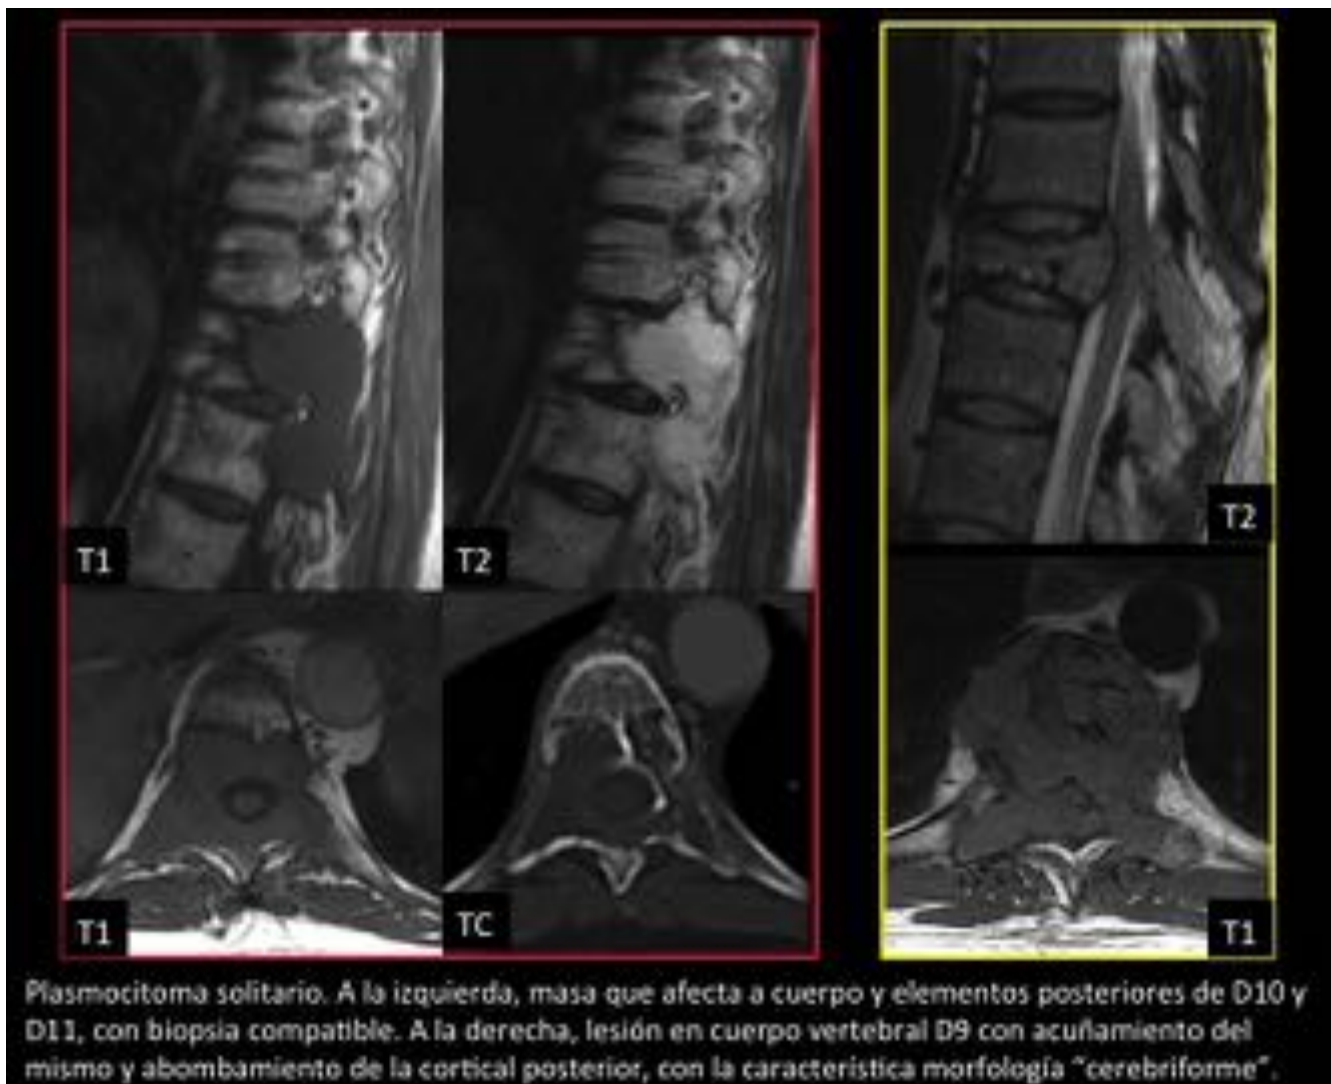 T1
T2
T2
T1
TC
T1
Plasmocitoma solitario. A la izquierda, masa que afecta a cuerpo y elementos posteriores de D10 y
D11, con biopsia compatible. A la derecha, lesión en cuerpo vertebral D9 con acuñamiento del
mismo y abombamiento de la cortical posterior, con la característica morfología "cerebriforme".